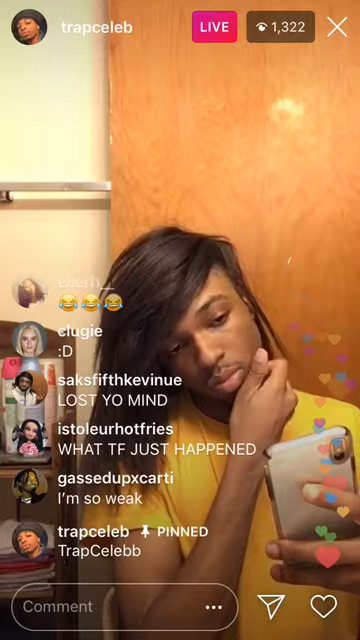 trapceleb
LIVE
1,322
😂😂😂
clugie
:D
saksfifthkevinue
LOST YO MIND
istoleurhotfries
WHAT TF JUST HAPPENED
gassedupxcarti
I'm so weak
trapceleb PINNED
TrapCelebb
Comment